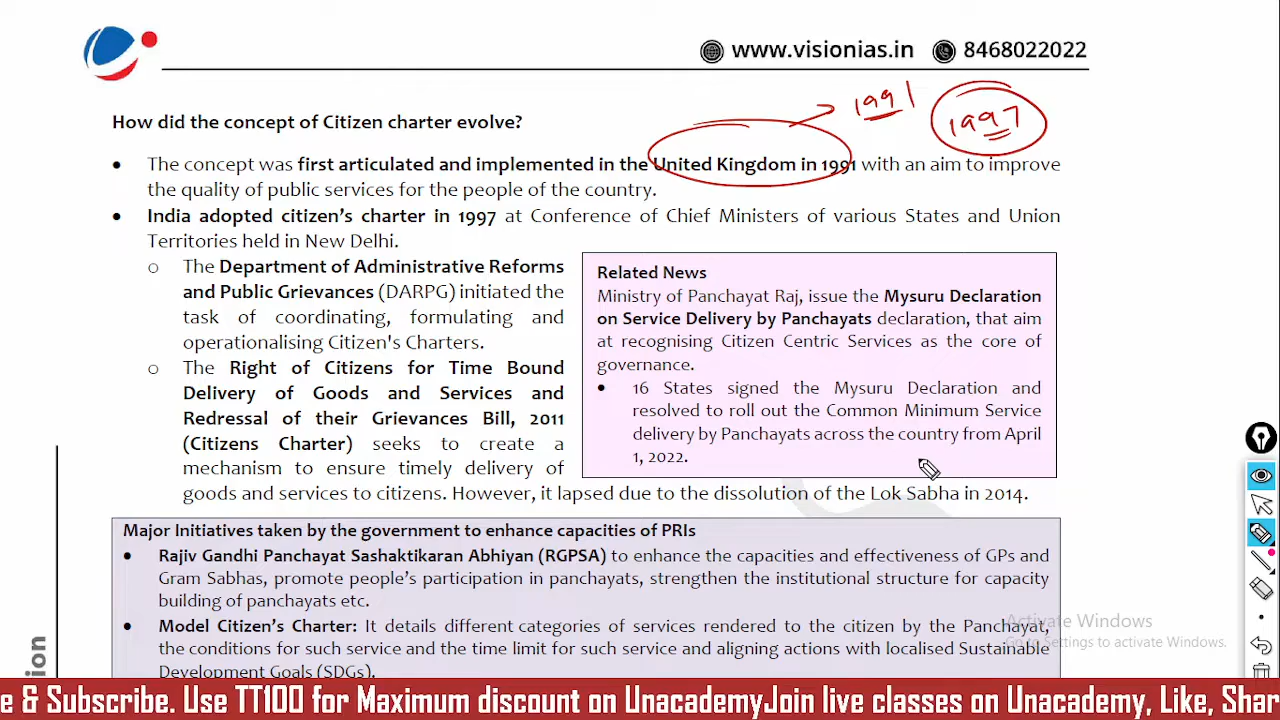 www.visionias.in 8468022022
1991 1997
How did the concept of Citizen charter evolve?
• The concept was first articulated and implemented in the United Kingdom in 1991 with an aim to improve
the quality of public services for the people of the country.
• India adopted citizen's charter in 1997 at Conference of Chief Ministers of various States and Union
Territories held in New Delhi.
o The Department of Administrative Reforms
and Public Grievances (DARPG) initiated the
task of coordinating, formulating and
operationalising Citizen's Charters.
o The Right of Citizens for Time Bound
Delivery of Goods and Services and
Redressal of their Grievances Bill, 2011
(Citizens Charter) seeks to create a
mechanism to ensure timely delivery of
goods and services to citizens. However, it lapsed due to the dissolution of the Lok Sabha in 2014.
Related News
Ministry of Panchayat Raj, issue the Mysuru Declaration
on Service Delivery by Panchayats declaration, that aim
at recognising Citizen Centric Services as the core of
governance.
• 16 States signed the Mysuru Declaration and
resolved to roll out the Common Minimum Service
delivery by Panchayats across the country from April
1, 2022.
Major Initiatives taken by the government to enhance capacities of PRIs
• Rajiv Gandhi Panchayat Sashaktikaran Abhiyan (RGPSA) to enhance the capacities and effectiveness of GPs and
Gram Sabhas, promote people's participation in panchayats, strengthen the institutional structure for capacity
building of panchayats etc.
• Model Citizen's Charter: It details different categories of services rendered to the citizen by the Panchayat,
the conditions for such service and the time limit for such service and aligning actions with localised Sustainable
Development Goals (SDGs).
Activate Windows
Go to Settings to activate Windows.
ion
e & Subscribe. Use TT100 for Maximum discount on UnacademyJoin live classes on Unacademy, Like, Shar